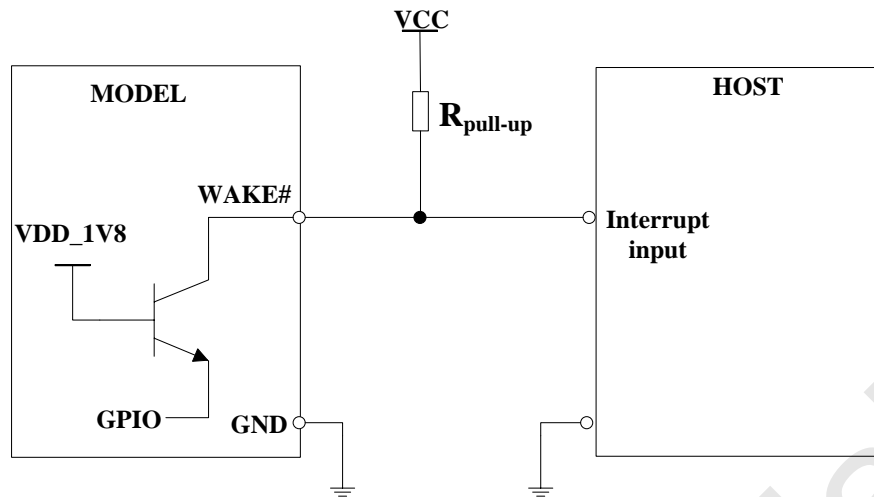 VCC
MODEL
HOST
Rpull-up
WAKE#
VDD_1V8
Interrupt
input
GPIO
GND